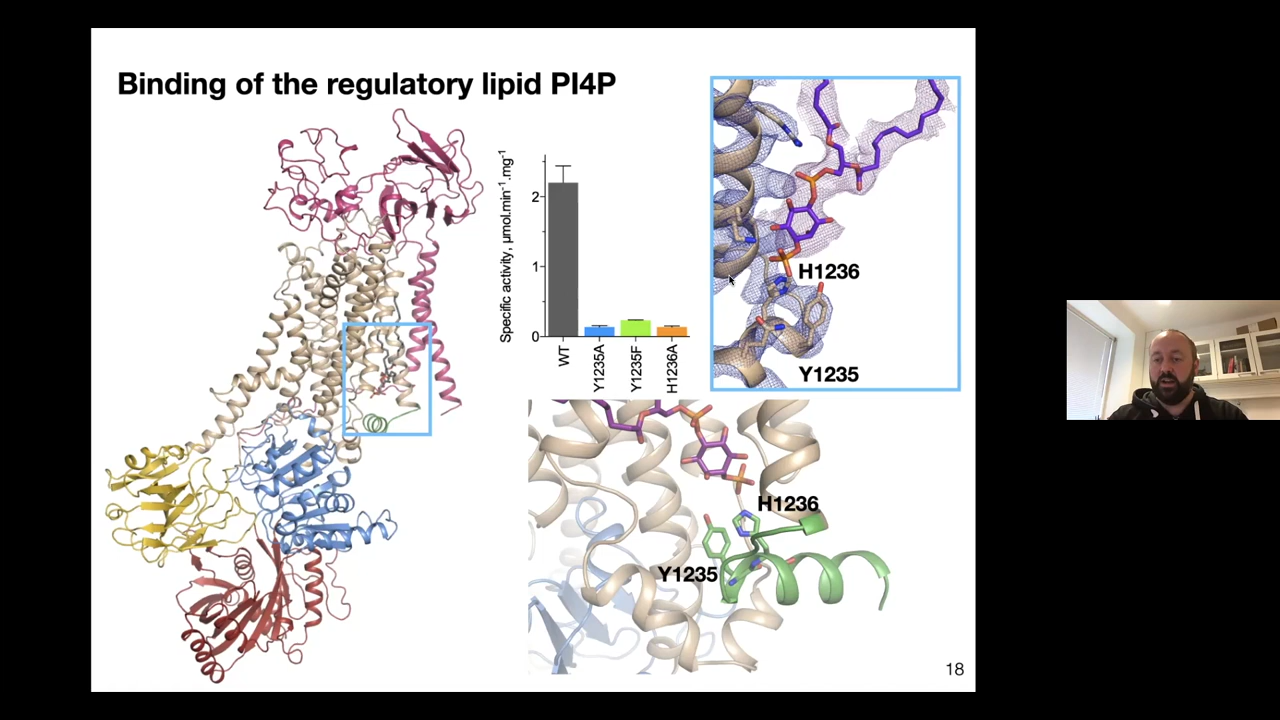 Binding of the regulatory lipid PI4P
Specific activity, μmol.min⁻¹.mg⁻¹
2
1
0
WT
Y1235A
Y1235F
H1236A
H1236
Y1235
H1236
Y1235
18